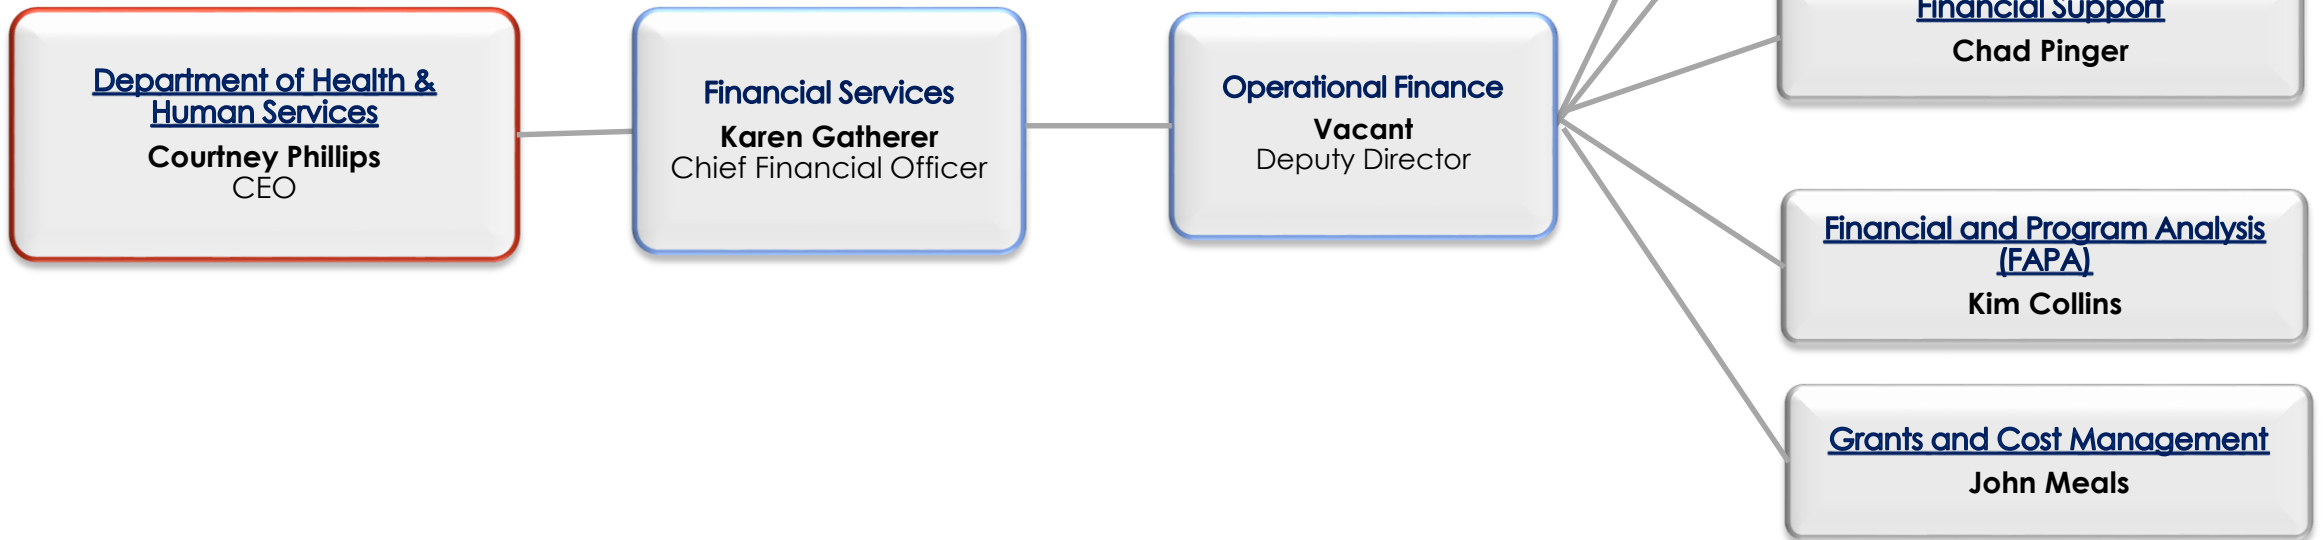 Department of Health &
Human Services
Courtney Phillips
CEO
Financial Services
Karen Gatherer
Chief Financial Officer
Operational Finance
Vacant
Deputy Director
Financial Support
Chad Pinger
Financial and Program Analysis
(FAPA)
Kim Collins
Grants and Cost Management
John Meals